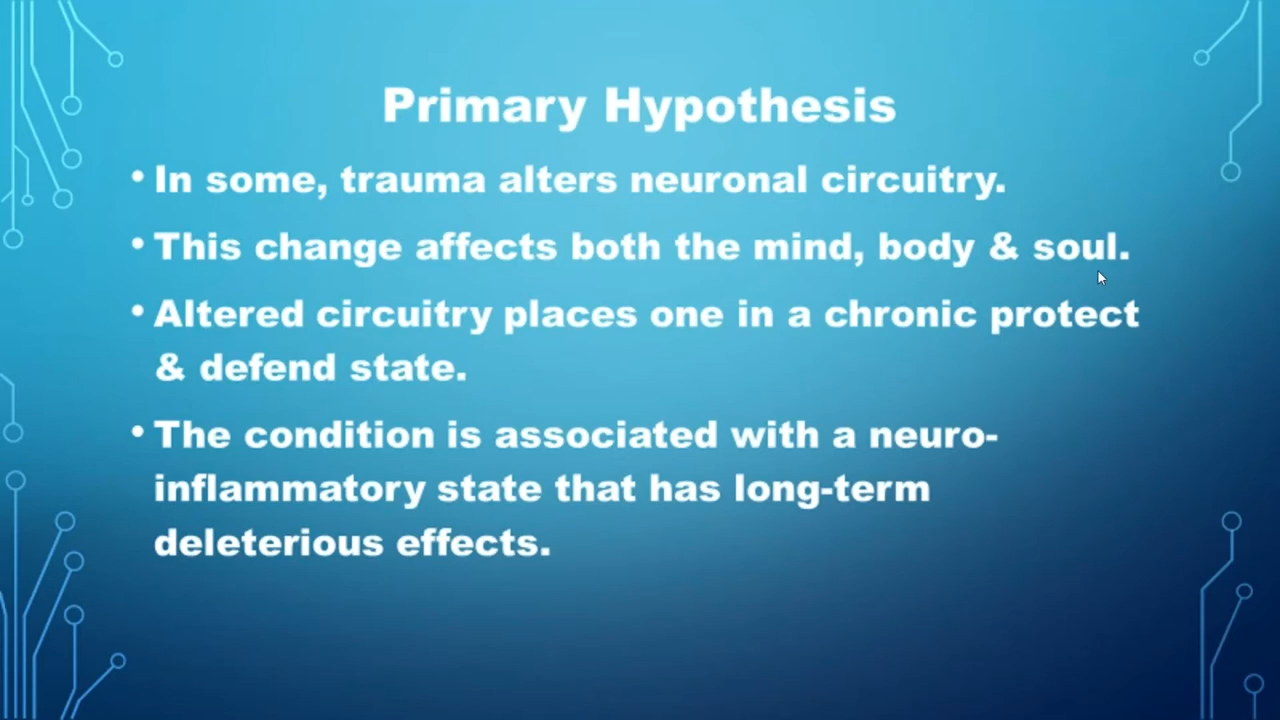 Primary Hypothesis
• In some, trauma alters neuronal circuitry.
• This change affects both the mind, body & soul.
• Altered circuitry places one in a chronic protect
& defend state.
• The condition is associated with a neuro-
inflammatory state that has long-term
deleterious effects.